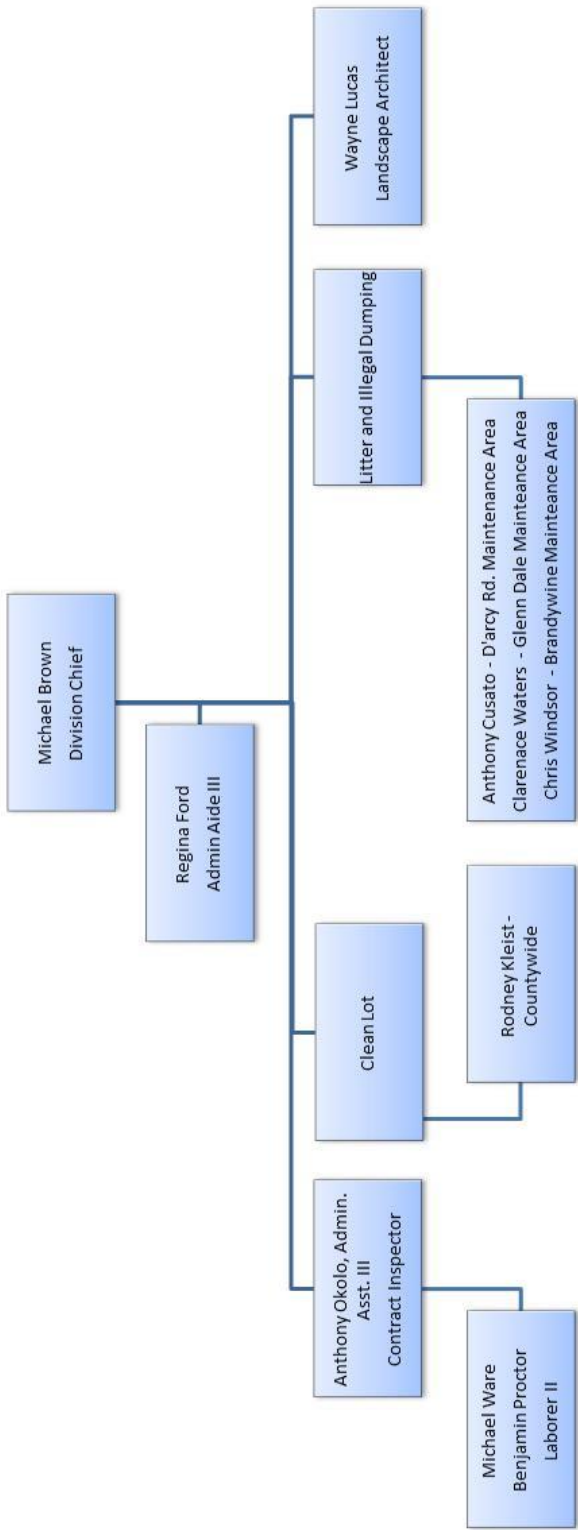 Michael Brown
Division Chief
Regina Ford
Admin Aide III
Anthony Okolo, Admin.
Asst. III
Contract Inspector
Clean Lot
Litter and Illegal Dumping
Wayne Lucas
Landscape Architect
Michael Ware
Benjamin Proctor
Laborer II
Rodney Kleist -
Countywide
Anthony Cusato - D'arcy Rd. Maintenance Area
Clarenace Waters - Glenn Dale Mainteance Area
Chris Windsor - Brandywine Mainteance Area